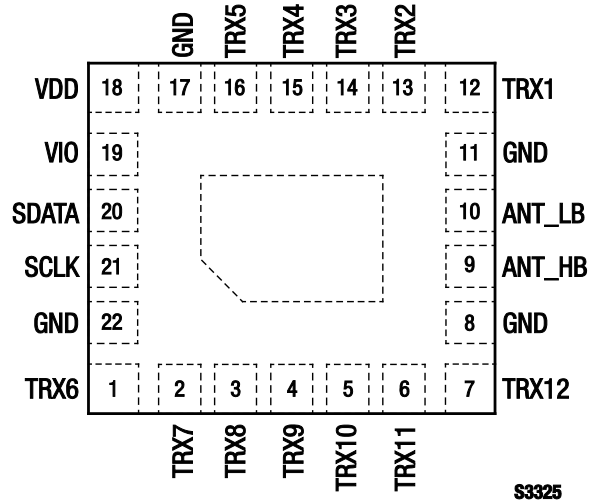 GND TRX5 TRX4 TRX3 TRX2
VDD 18 17 16 15 14 13 12 TRX1
VIO 19 11 GND
SDATA 20 10 ANT_LB
SCLK 21 9 ANT_HB
GND 22 8 GND
TRX6 1 2 3 4 5 6 7 TRX12
TRX7 TRX8 TRX9 TRX10 TRX11
S3325